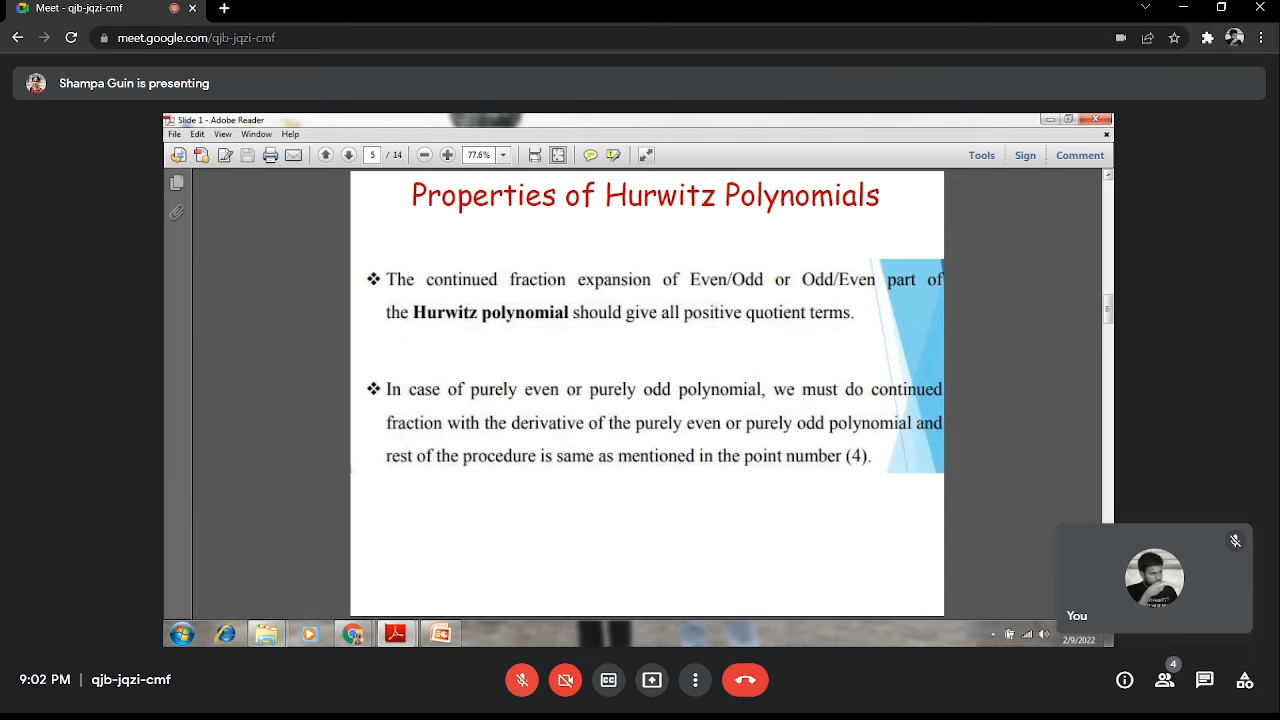 Meet - qjb-jqzi-cmf
meet.google.com/qjb-jqzi-cmf
Shampa Guin is presenting
Slide 1 - Adobe Reader
File Edit View Window Help
5 / 14 77.6% Tools Sign Comment
Properties of Hurwitz Polynomials
❖ The continued fraction expansion of Even/Odd or Odd/Even part of
the Hurwitz polynomial should give all positive quotient terms.
❖ In case of purely even or purely odd polynomial, we must do continued
fraction with the derivative of the purely even or purely odd polynomial and
rest of the procedure is same as mentioned in the point number (4).
You
2/9/2022
9:02 PM | qjb-jqzi-cmf
4